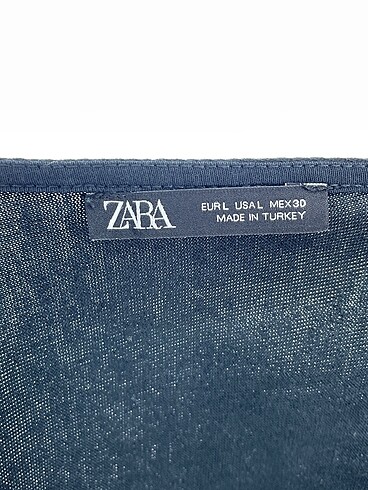 ZARA
EUR L USA L MEX 30
MADE IN TURKEY